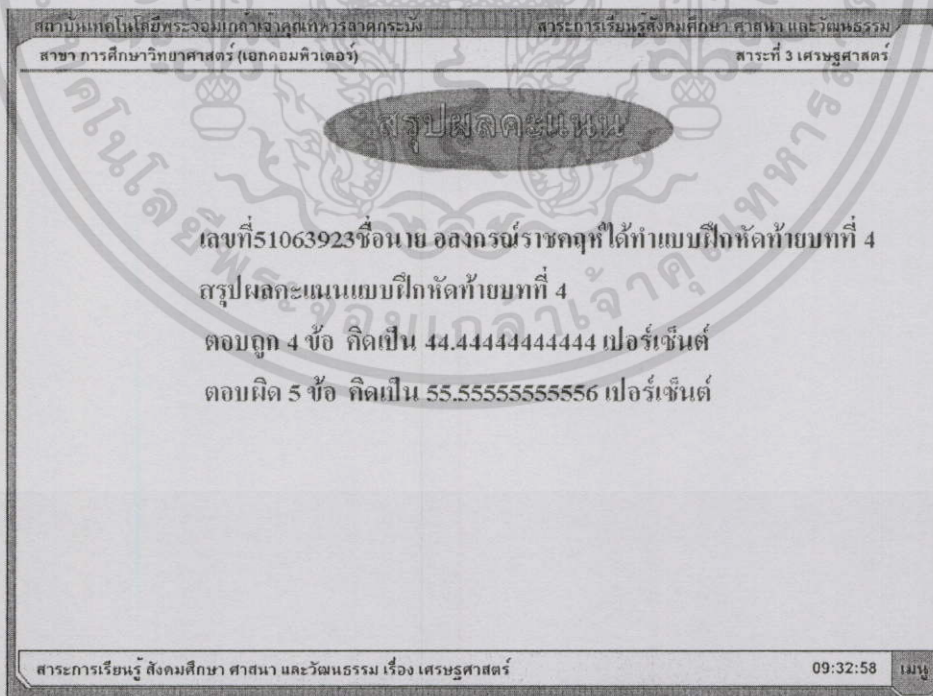 สถาบันเทคโนโลยีพระจอมเกล้าเจ้าคุณทหารลาดกระบัง สาระการเรียนรู้สังคมศึกษา ศาสนา และวัฒนธรรม
สาขา การศึกษาวิทยาศาสตร์ (เอกคอมพิวเตอร์) สาระที่ 3 เศรษฐศาสตร์
สรุปผลคะแนน
เลขที่51063923ชื่อนาย อลงกรณ์ราชคฤห์ได้ทำแบบฝึกหัดท้ายบทที่ 4
สรุปผลคะแนนแบบฝึกหัดท้ายบทที่ 4
ตอบถูก 4 ข้อ คิดเป็น 44.44444444444 เปอร์เซ็นต์
ตอบผิด 5 ข้อ คิดเป็น 55.55555555556 เปอร์เซ็นต์
สาระการเรียนรู้ สังคมศึกษา ศาสนา และวัฒนธรรม เรื่อง เศรษฐศาสตร์ 09:32:58 เมนู